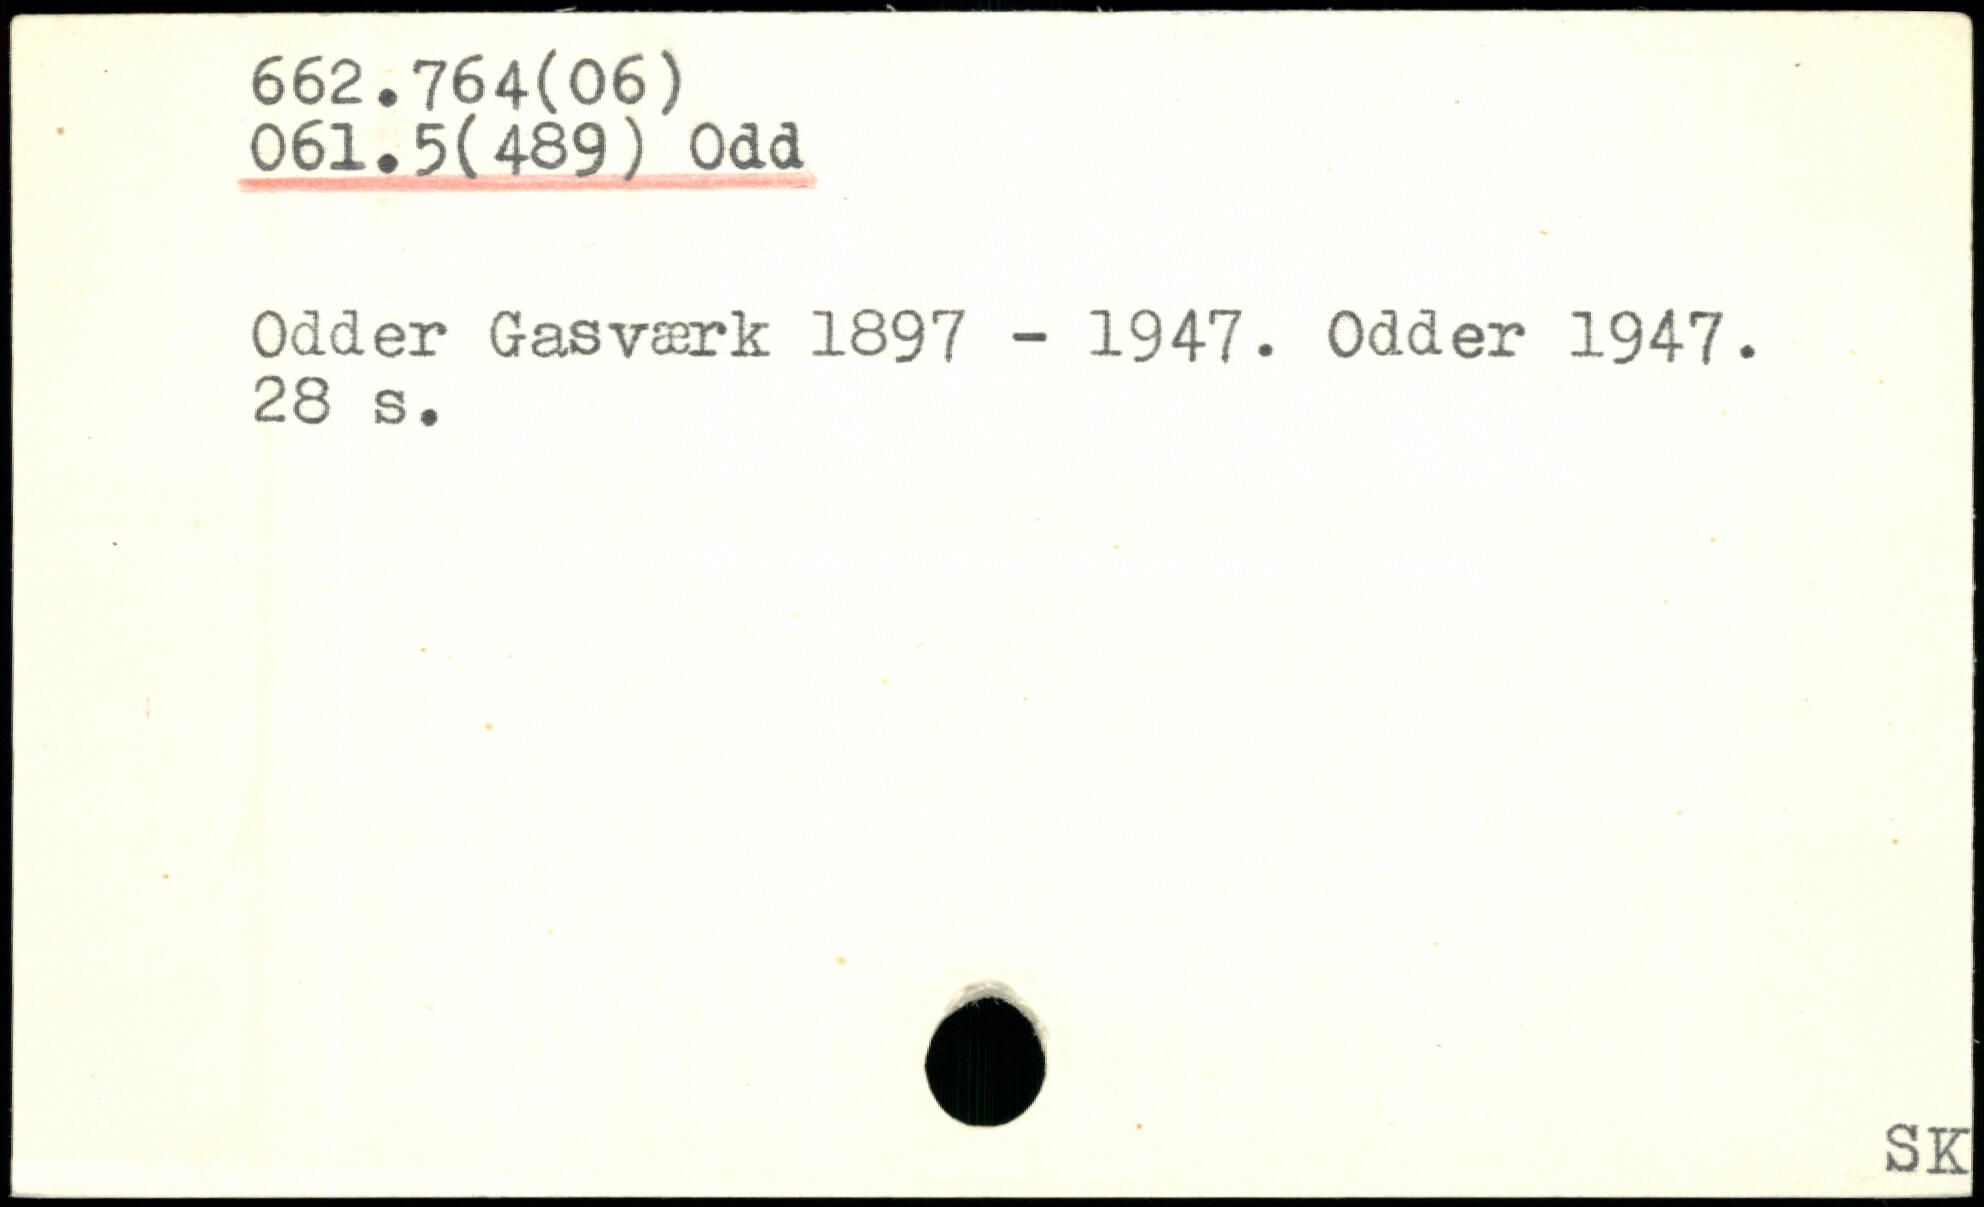 662.764(06)
061.5(489) Odd
Odder Gasværk 1897 - 1947. Odder 1947.
28 s.
SK